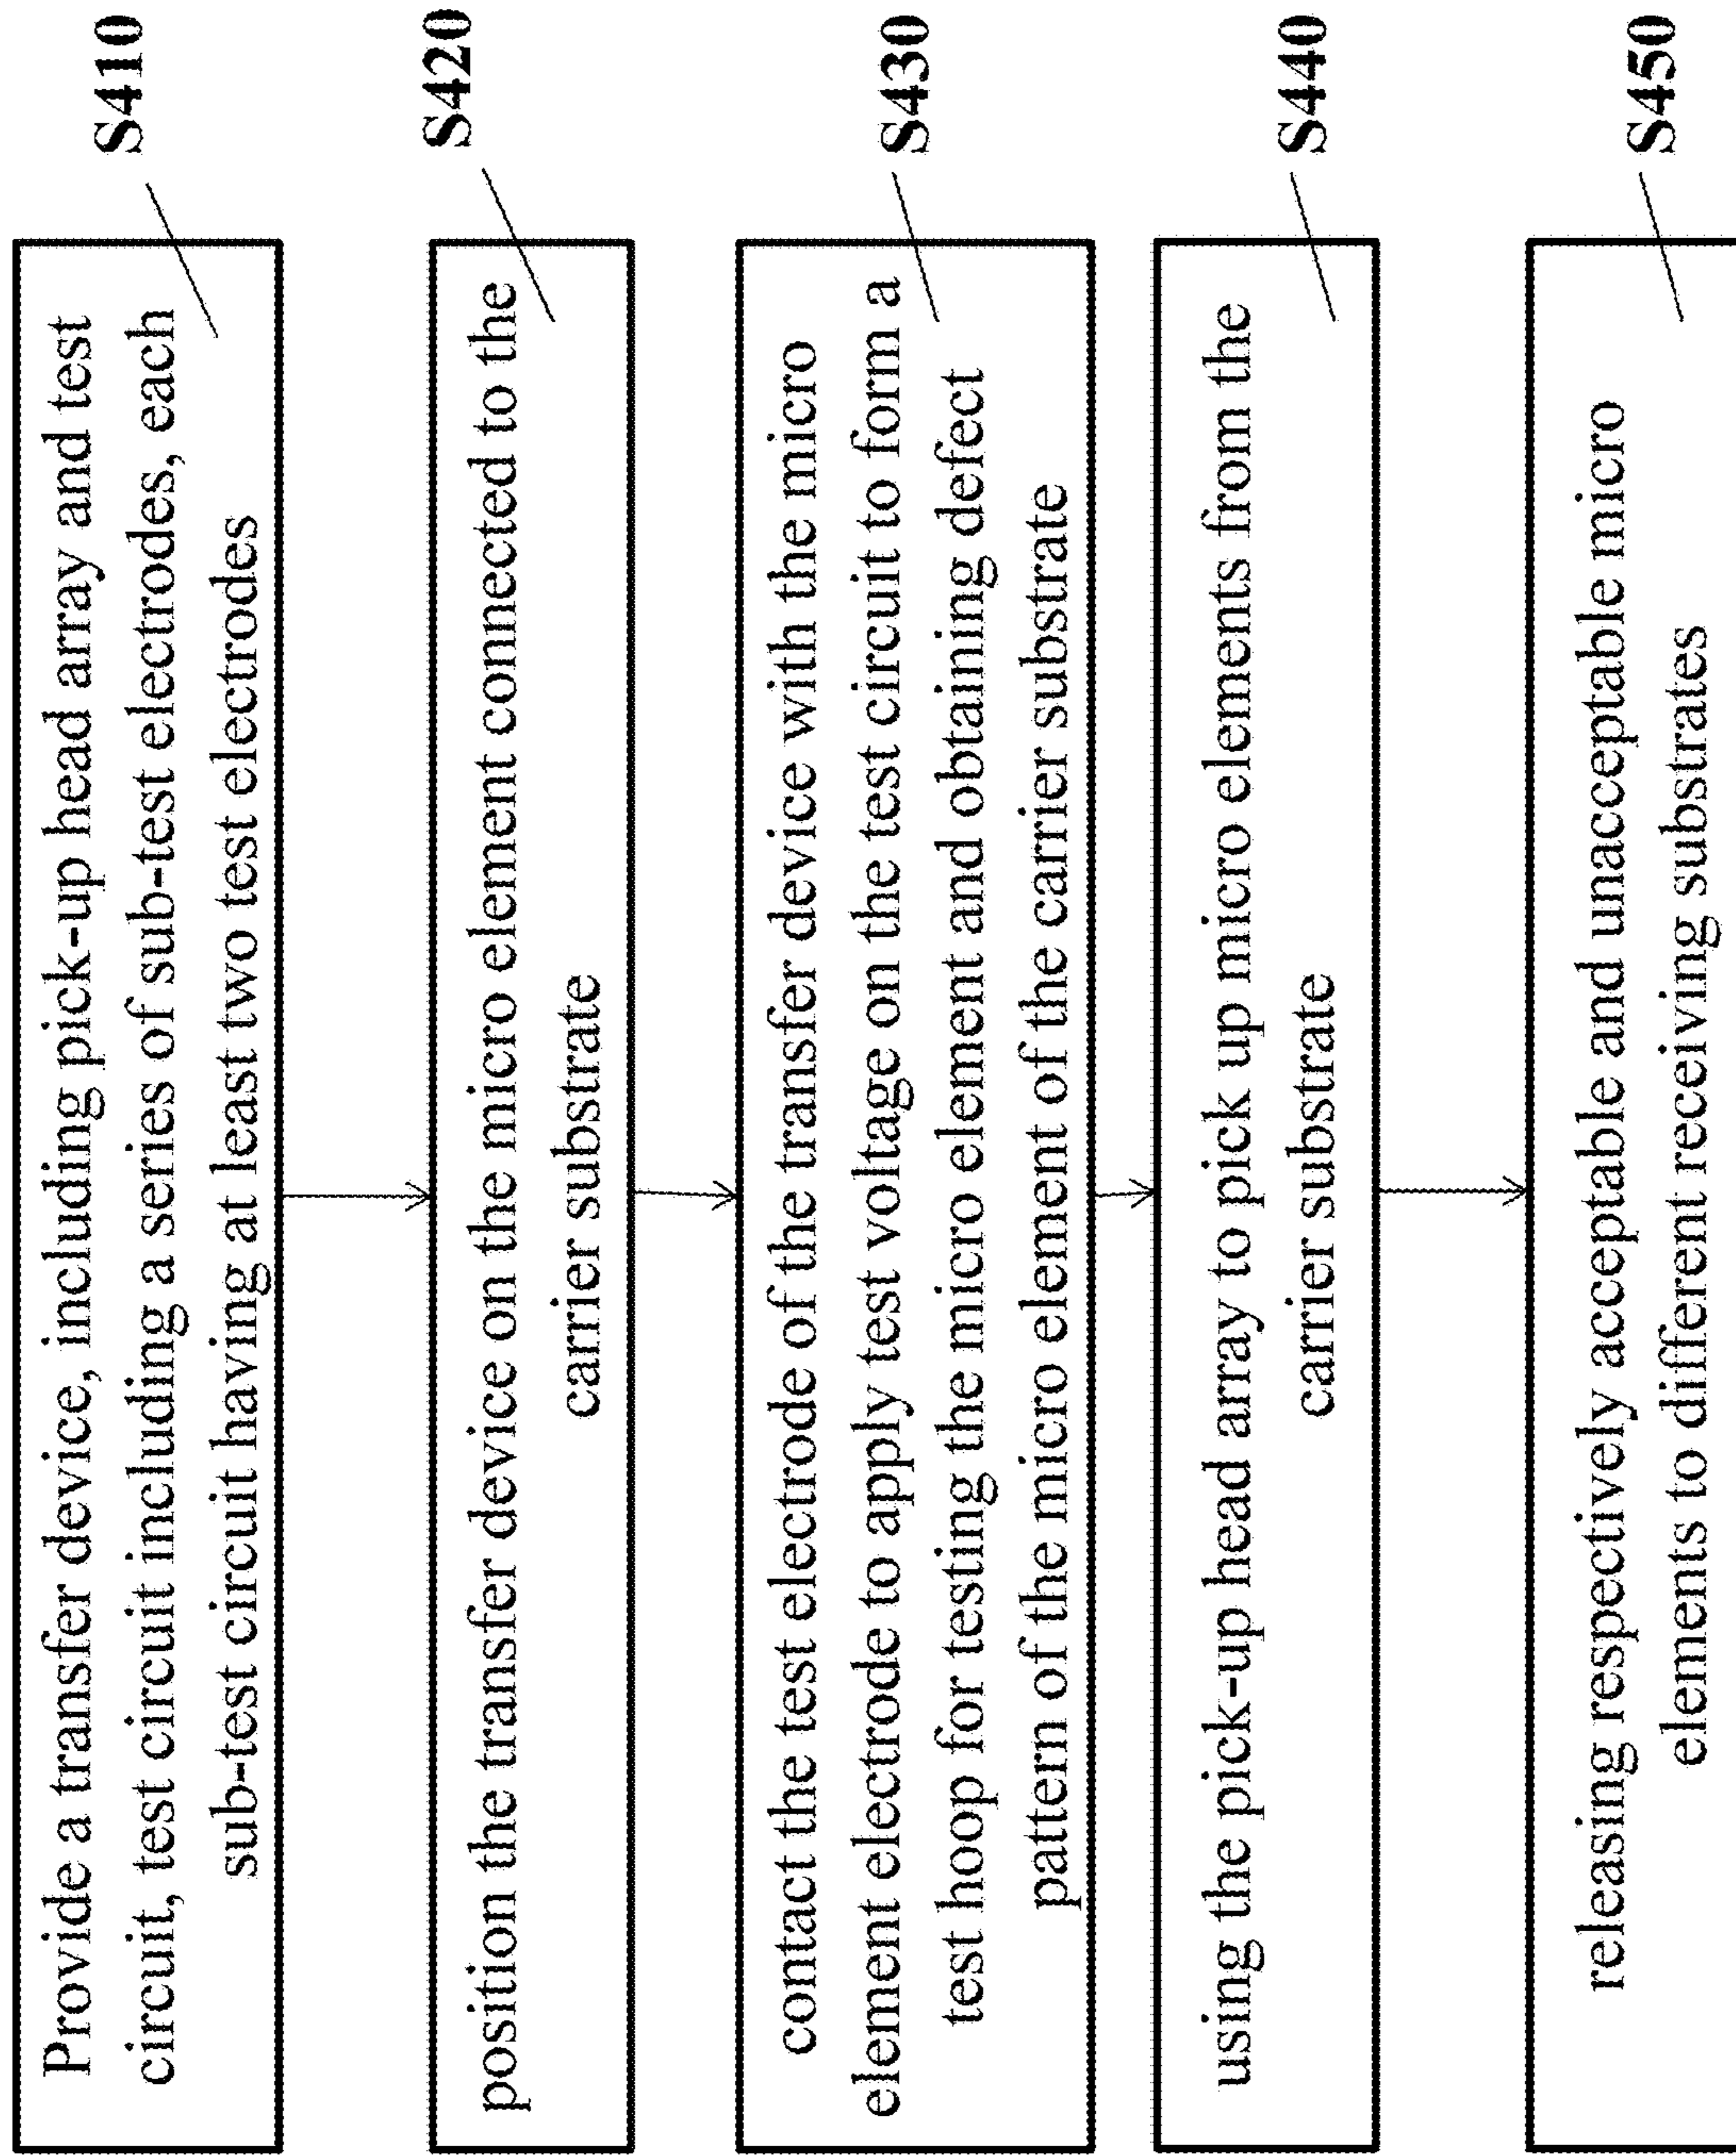 Provide a transfer device, including pick-up head array and test
circuit, test circuit including a series of sub-test electrodes, each
sub-test circuit having at least two test electrodes
S410
position the transfer device on the micro element connected to the
carrier substrate
S420
contact the test electrode of the transfer device with the micro
element electrode to apply test voltage on the test circuit to form a
test hoop for testing the micro element and obtaining defect
pattern of the micro element of the carrier substrate
S430
using the pick-up head array to pick up micro elements from the
carrier substrate
S440
releasing respectively acceptable and unacceptable micro
elements to different receiving substrates
S450